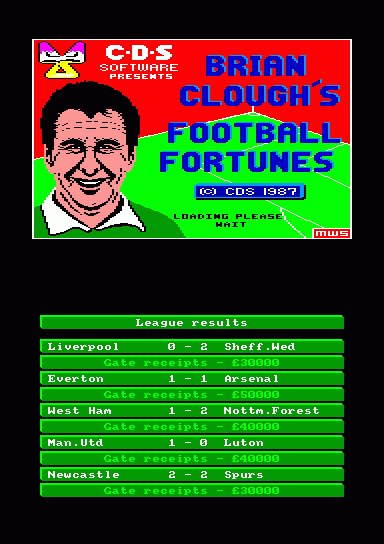 C·D·S
SOFTWARE
PRESENTS
BRIAN
CLOUGH'S
FOOTBALL
FORTUNES
© CDS 1987
LOADING PLEASE
WAIT
MWS
League results
Liverpool 0 - 2 Sheff.Wed
Gate receipts - £30000
Everton 1 - 1 Arsenal
Gate receipts - £50000
West Ham 1 - 2 Nottm.Forest
Gate receipts - £40000
Man.Utd 1 - 0 Luton
Gate receipts - £40000
Newcastle 2 - 2 Spurs
Gate receipts - £30000